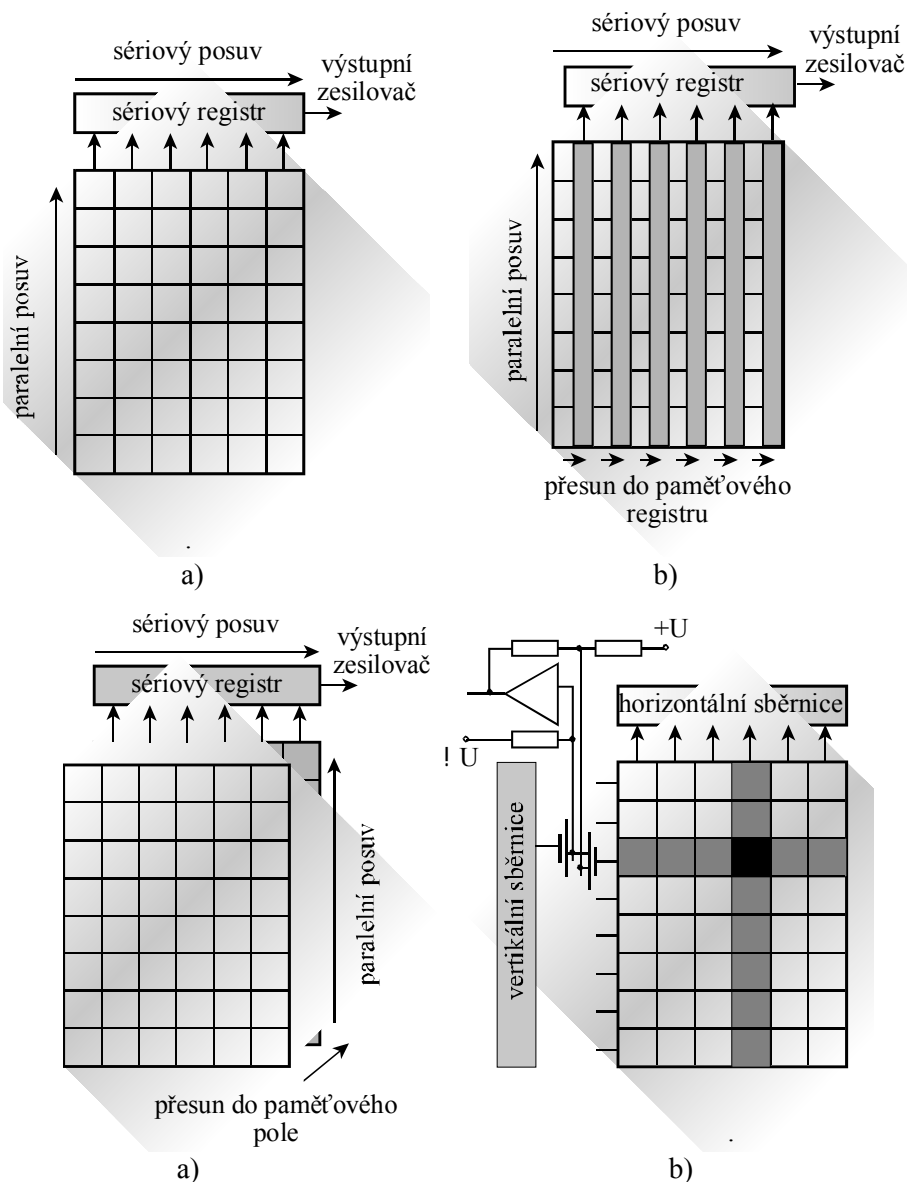 sériový posuv
výstupní
zesilovač
sériový registr
paralelní posuv
a)
sériový posuv
výstupní
zesilovač
sériový registr
paralelní posuv
přesun do paměťového
registru
b)
sériový posuv
výstupní
zesilovač
sériový registr
paralelní posuv
přesun do paměťového
pole
a)
+U
! U
horizontální sběrnice
vertikální sběrnice
b)